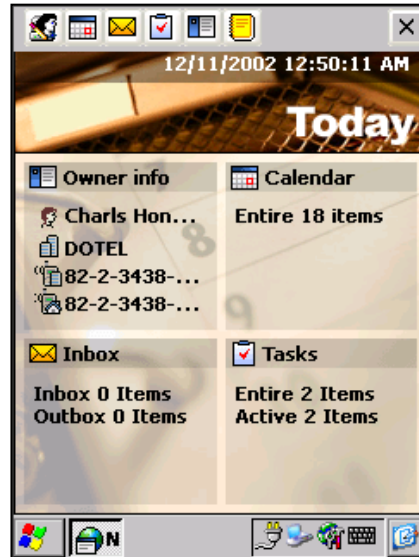 12/11/2002 12:50:11 AM
Today
Owner info
Charls Hon...
DOTEL
82-2-3438-...
82-2-3438-...
Calendar
Entire 18 items
Inbox
Inbox 0 Items
Outbox 0 Items
Tasks
Entire 2 Items
Active 2 Items
N